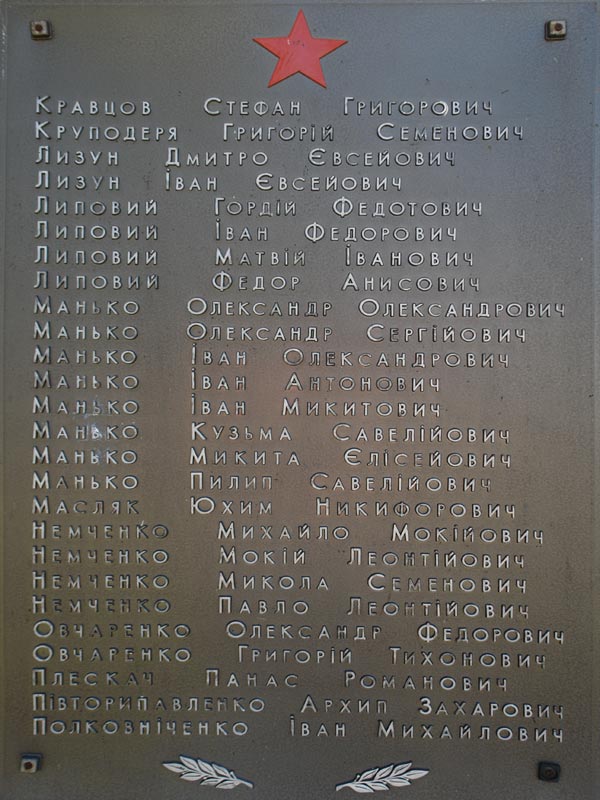 Кравцов Стефан Григорович
Круподеря Григорій Семенович
Лизун Дмитро Євсейович
Лизун Іван Євсейович
Липовий Гордій Федотович
Липовий Іван Федорович
Липовий Матвій Іванович
Липовий Федор Анисович
Манько Олександр Олександрович
Манько Олександр Сергійович
Манько Іван Олександрович
Манько Іван Антонович
Манько Іван Микитович
Манько Кузьма Савелійович
Манько Микита Єлісейович
Манько Пилип Савелійович
Масляк Юхим Никифорович
Немченко Михайло Мокійович
Немченко Мокій Леонтійович
Немченко Микола Семенович
Немченко Павло Леонтійович
Овчаренко Олександр Федорович
Овчаренко Григорій Тихонович
Плескач Панас Романович
Півторипавленко Архип Захарович
Полковніченко Іван Михайлович